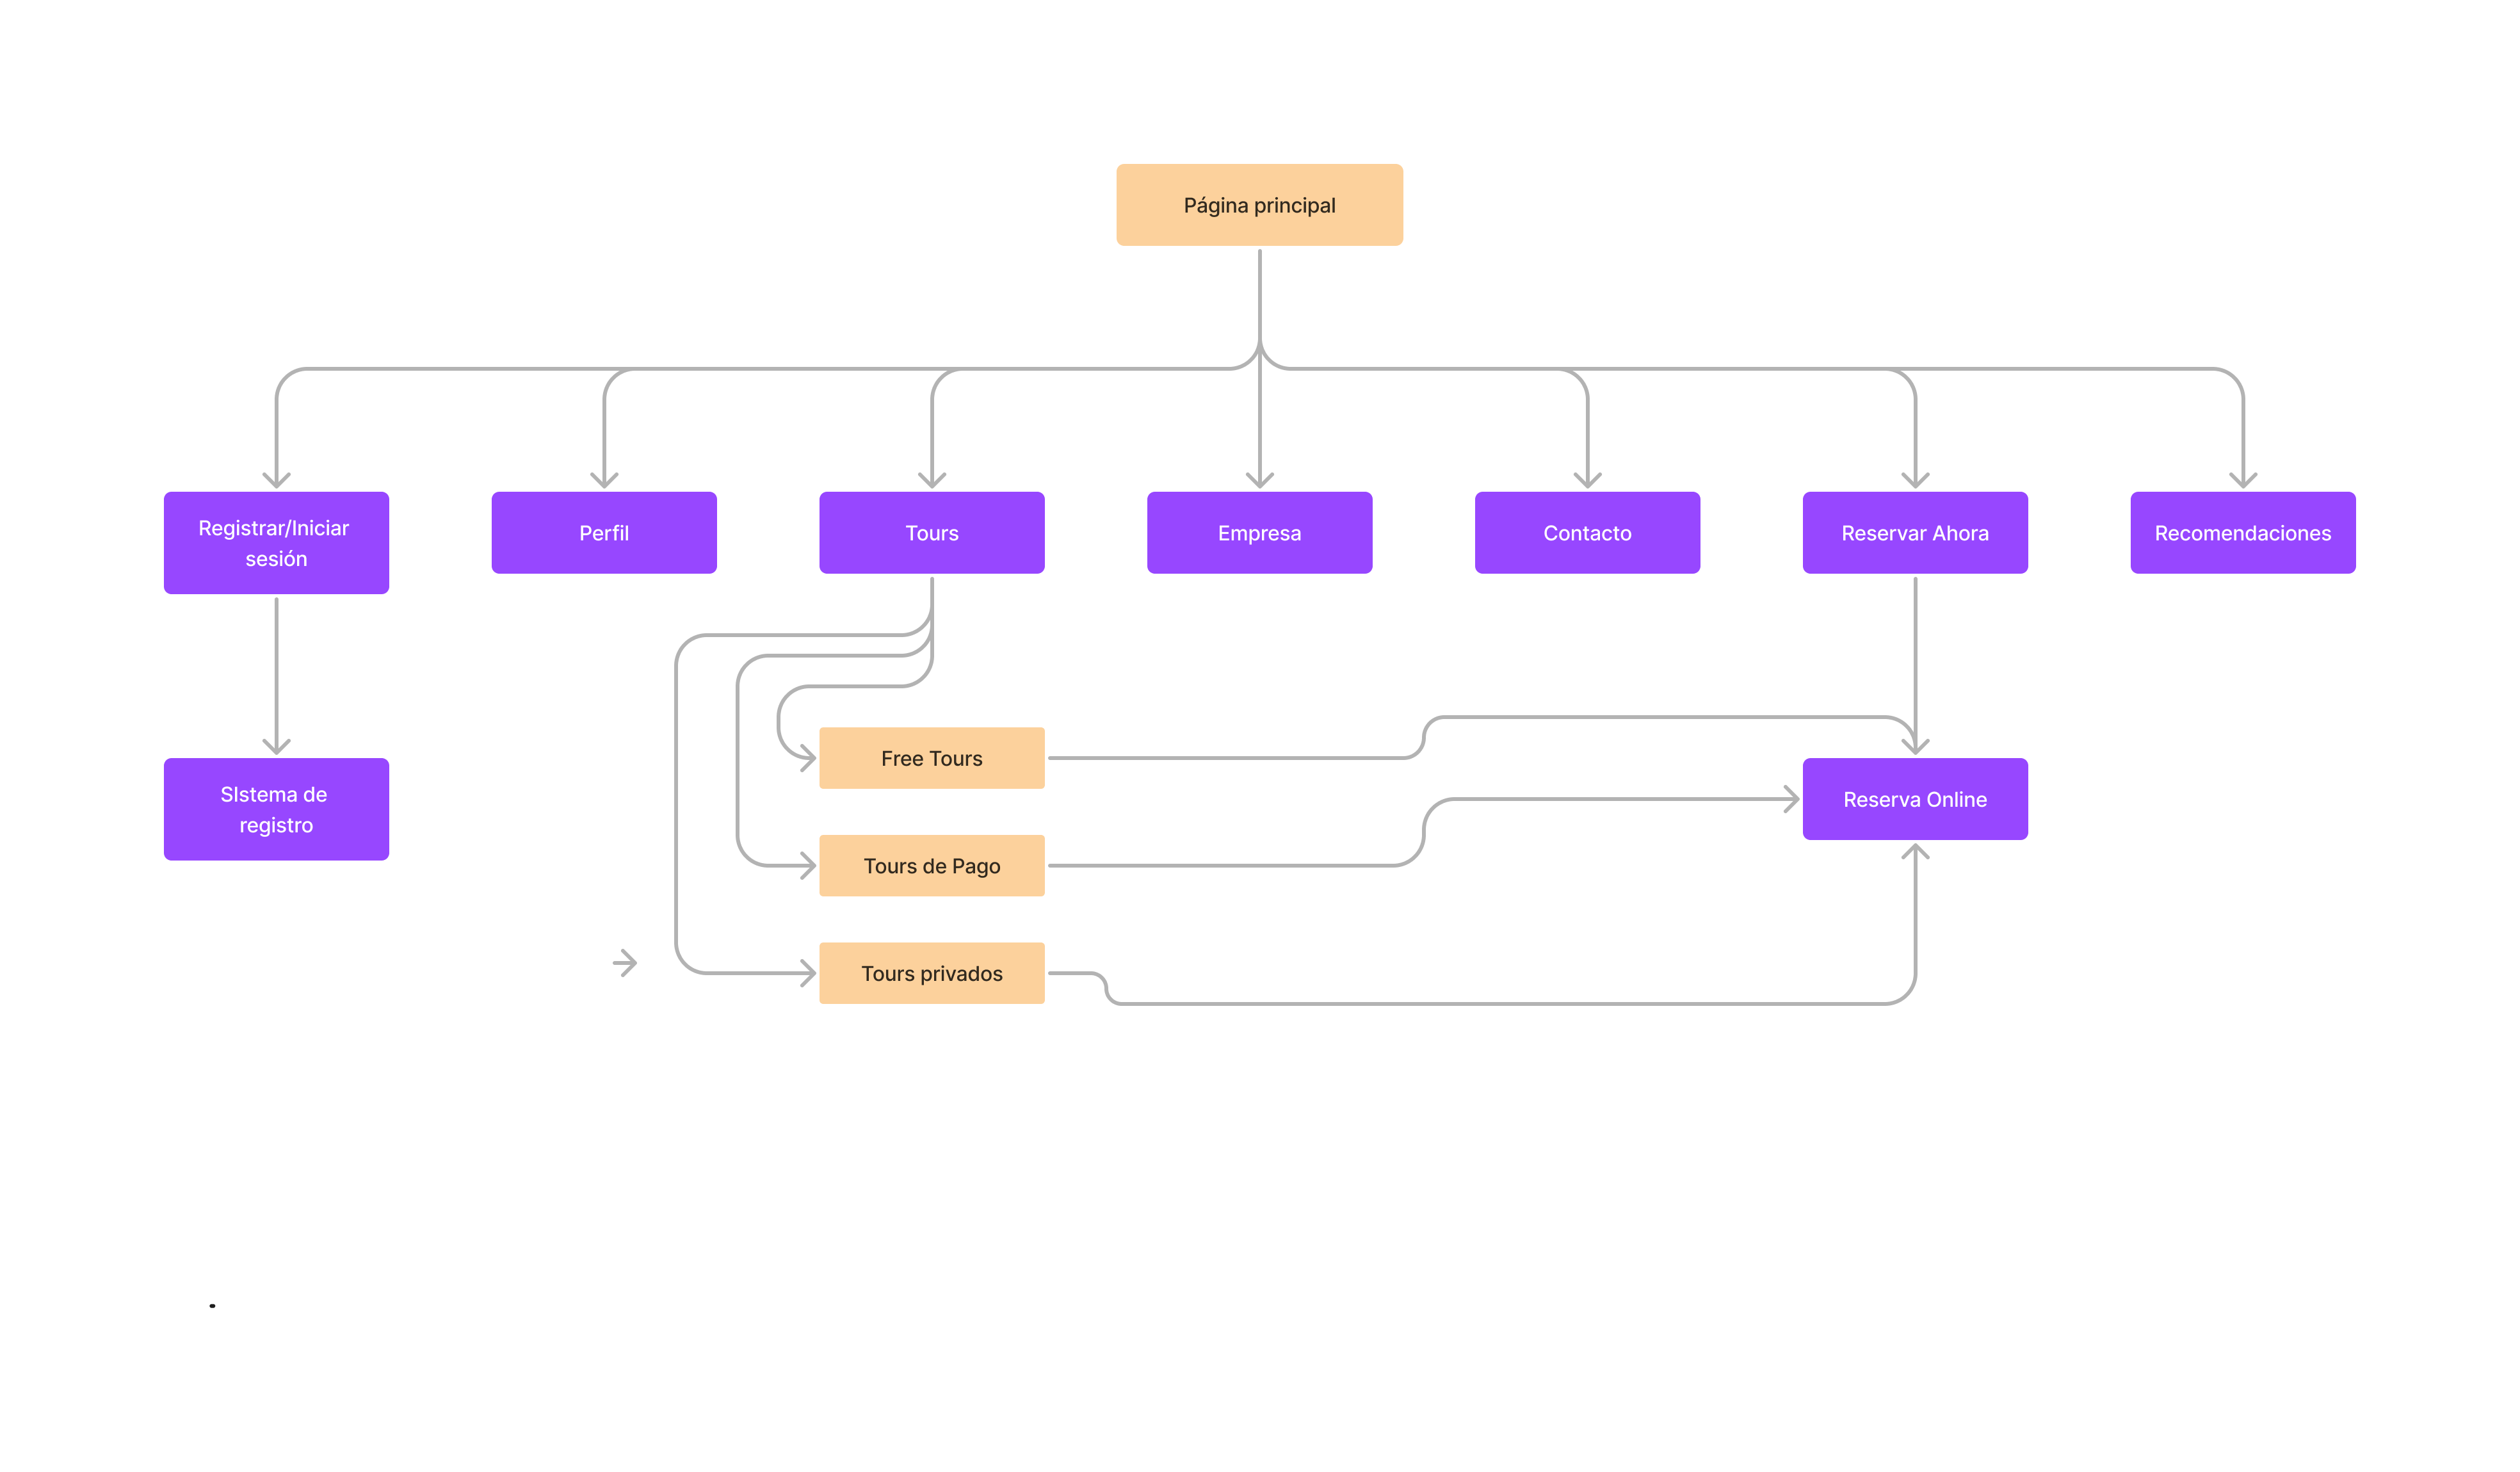 Página principal
Registrar/Iniciar
sesión
Perfil
Tours
Empresa
Contacto
Reservar Ahora
Recomendaciones
Free Tours
SIstema de
registro
Reserva Online
Tours de Pago
Tours privados
.